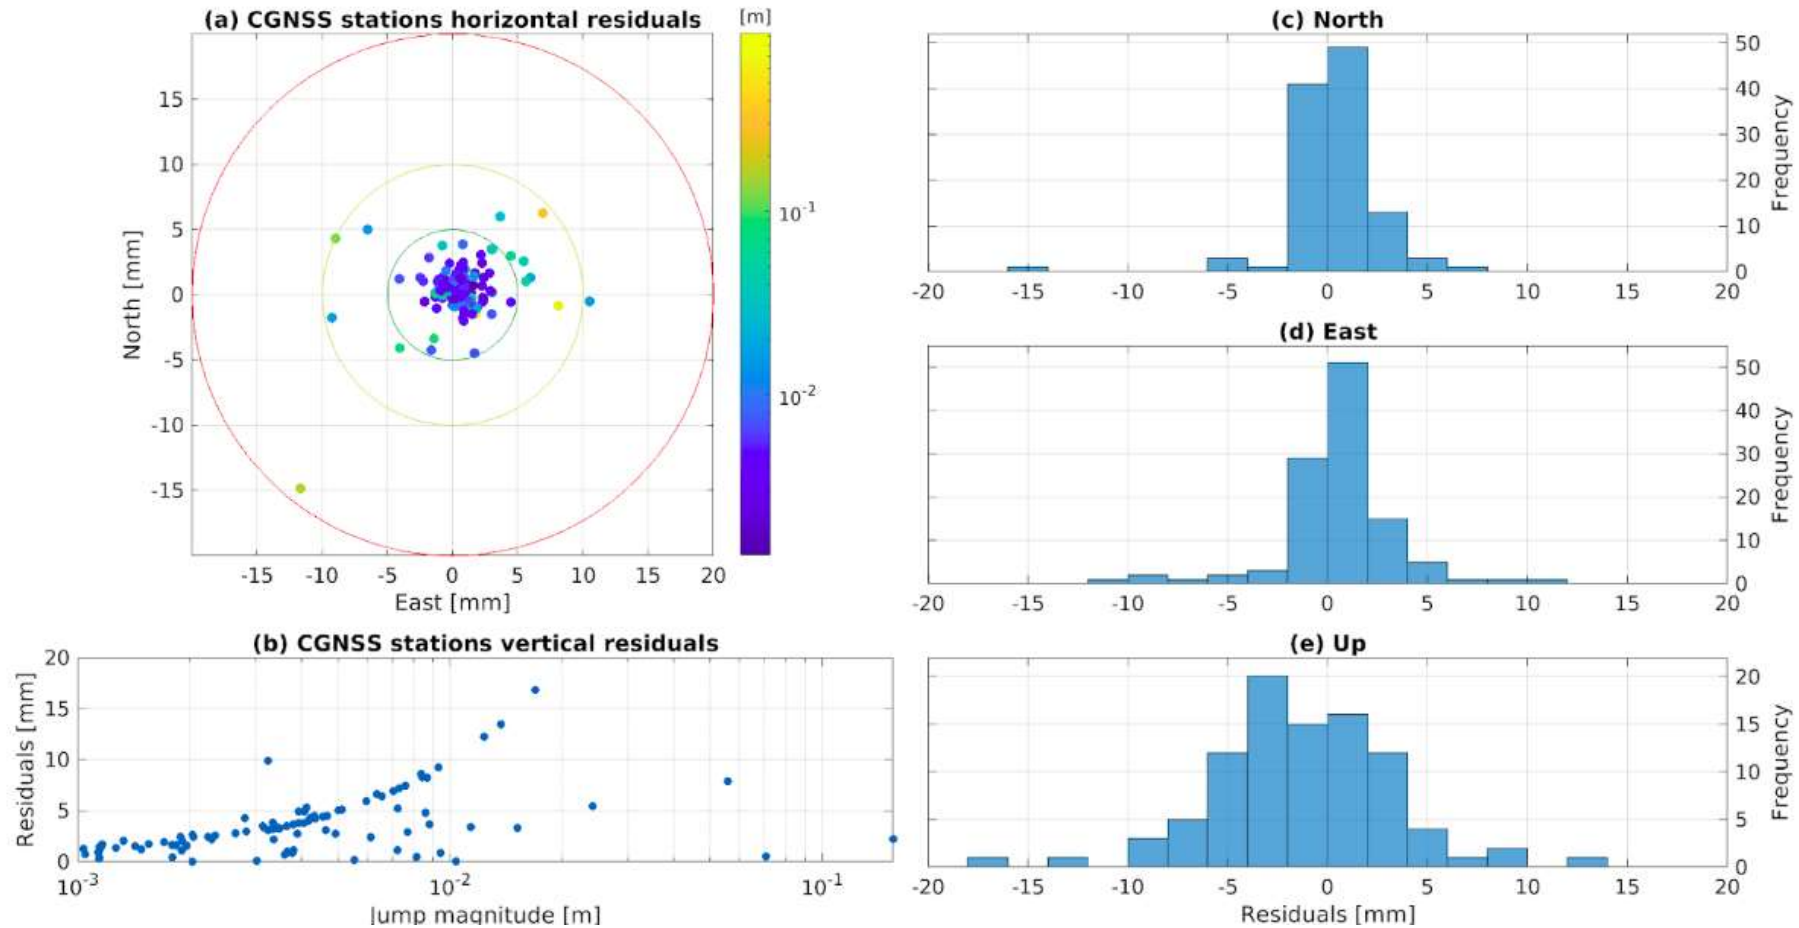 (a) CGNSS stations horizontal residuals
[m]
15
10
5
0
-5
-10
-15
North [mm]
-15 -10 -5 0 5 10 15 20
East [mm]
10-1
10-2
(b) CGNSS stations vertical residuals
20
15
10
5
0
Residuals [mm]
10-3 10-2 10-1
Jump magnitude [m]
(c) North
50
40
30
20
10
0
Frequency
-20 -15 -10 -5 0 5 10 15 20
(d) East
50
40
30
20
10
0
Frequency
-20 -15 -10 -5 0 5 10 15 20
(e) Up
20
15
10
5
0
Frequency
-20 -15 -10 -5 0 5 10 15 20
Residuals [mm]